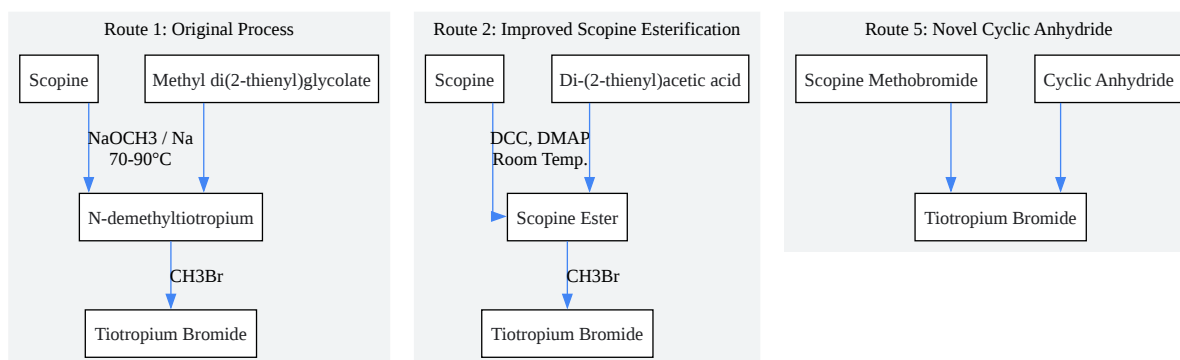 Route 1: Original Process
Scopine
Methyl di(2-thienyl)glycolate
NaOCH3 / Na
70-90°C
N-demethyltiotropium
CH3Br
Tiotropium Bromide
Route 2: Improved Scopine Esterification
Scopine
Di-(2-thienyl)acetic acid
DCC, DMAP
Room Temp.
Scopine Ester
CH3Br
Tiotropium Bromide
Route 5: Novel Cyclic Anhydride
Scopine Methobromide
Cyclic Anhydride
Tiotropium Bromide